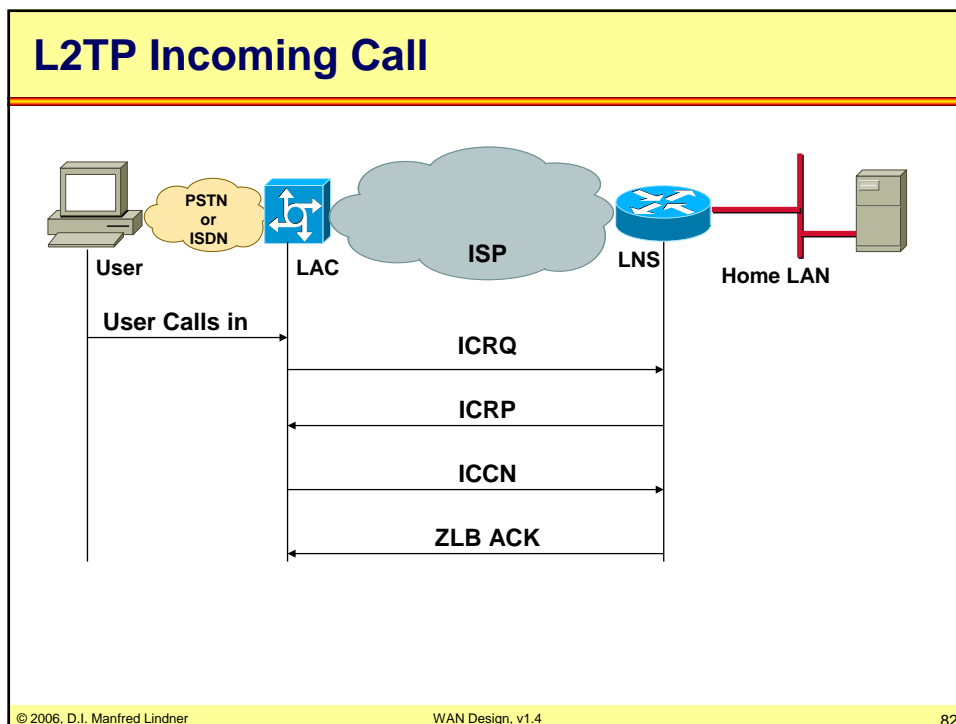 L2TP Incoming Call
PSTN
or
ISDN
User
LAC
ISP
LNS
Home LAN
User Calls in
ICRQ
ICRP
ICCN
ZLB ACK
© 2006, D.I. Manfred Lindner
WAN Design, v1.4
82